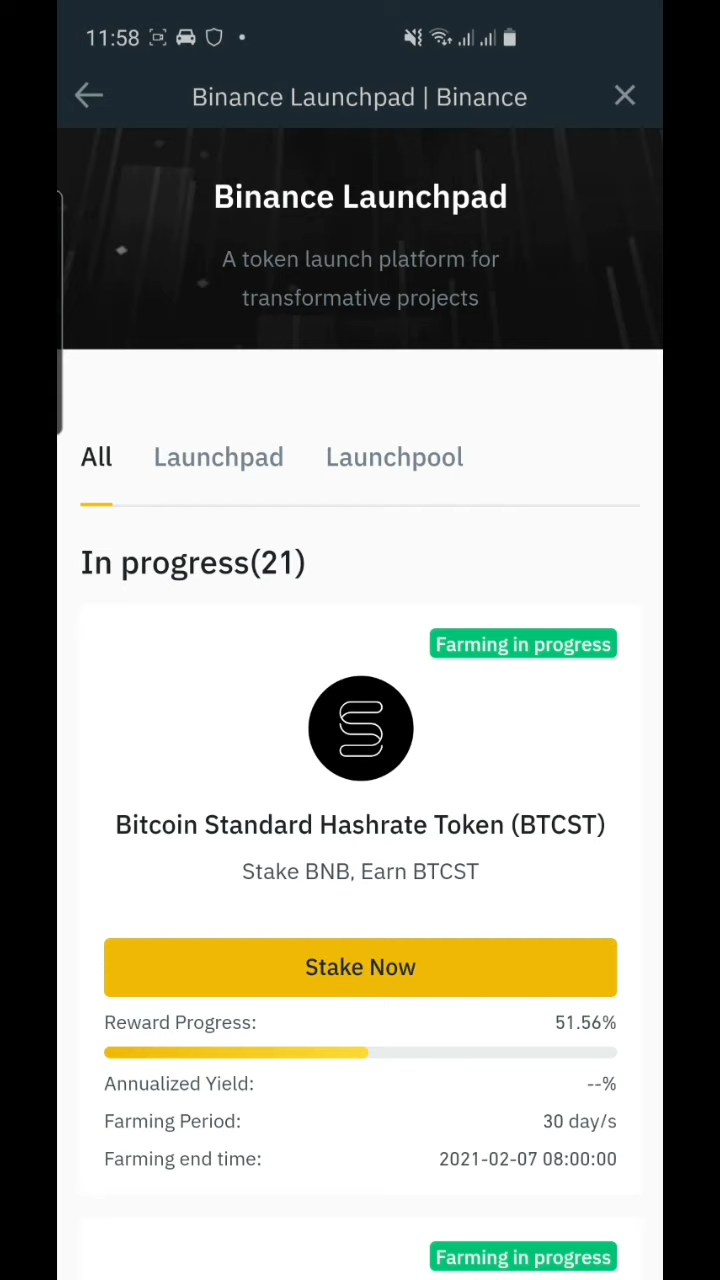 11:58
Binance Launchpad | Binance
Binance Launchpad
A token launch platform for
transformative projects
All Launchpad Launchpool
In progress(21)
Farming in progress
Bitcoin Standard Hashrate Token (BTCST)
Stake BNB, Earn BTCST
Stake Now
Reward Progress: 51.56%
Annualized Yield: --%
Farming Period: 30 day/s
Farming end time: 2021-02-07 08:00:00
Farming in progress